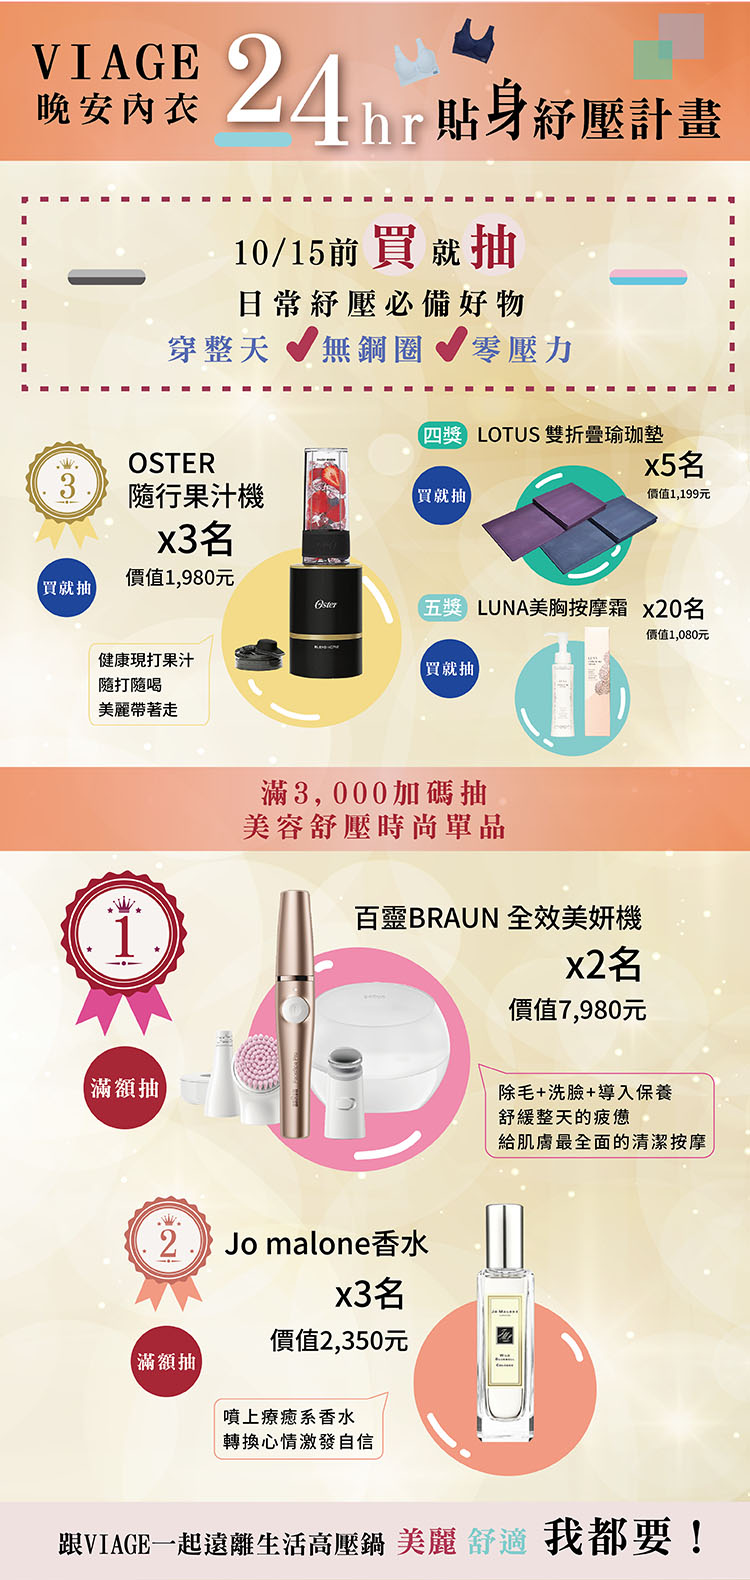 VIAGE
晚安內衣
24hr 貼身紓壓計畫
10/15前 買 就 抽
日常紓壓必備好物
穿整天 ✓無鋼圈 ✓零壓力
3
OSTER
隨行果汁機
x3名
價值1,980元
買就抽
Oster
BLEND ACTIVE
健康現打果汁
隨打隨喝
美麗帶著走
四獎 LOTUS 雙折疊瑜珈墊
x5名
買就抽
價值1,199元
五獎 LUNA美胸按摩霜 x20名
價值1,080元
買就抽
滿3,000加碼抽
美容舒壓時尚單品
1
百靈BRAUN 全效美妍機
x2名
價值7,980元
滿額抽
除毛+洗臉+導入保養
舒緩整天的疲憊
給肌膚最全面的清潔按摩
2
Jo malone香水
x3名
價值2,350元
滿額抽
JO MALONE
WILD
BLUEBELL
COLOGNE
噴上療癒系香水
轉換心情激發自信
跟VIAGE一起遠離生活高壓鍋 美麗 舒適 我都要！